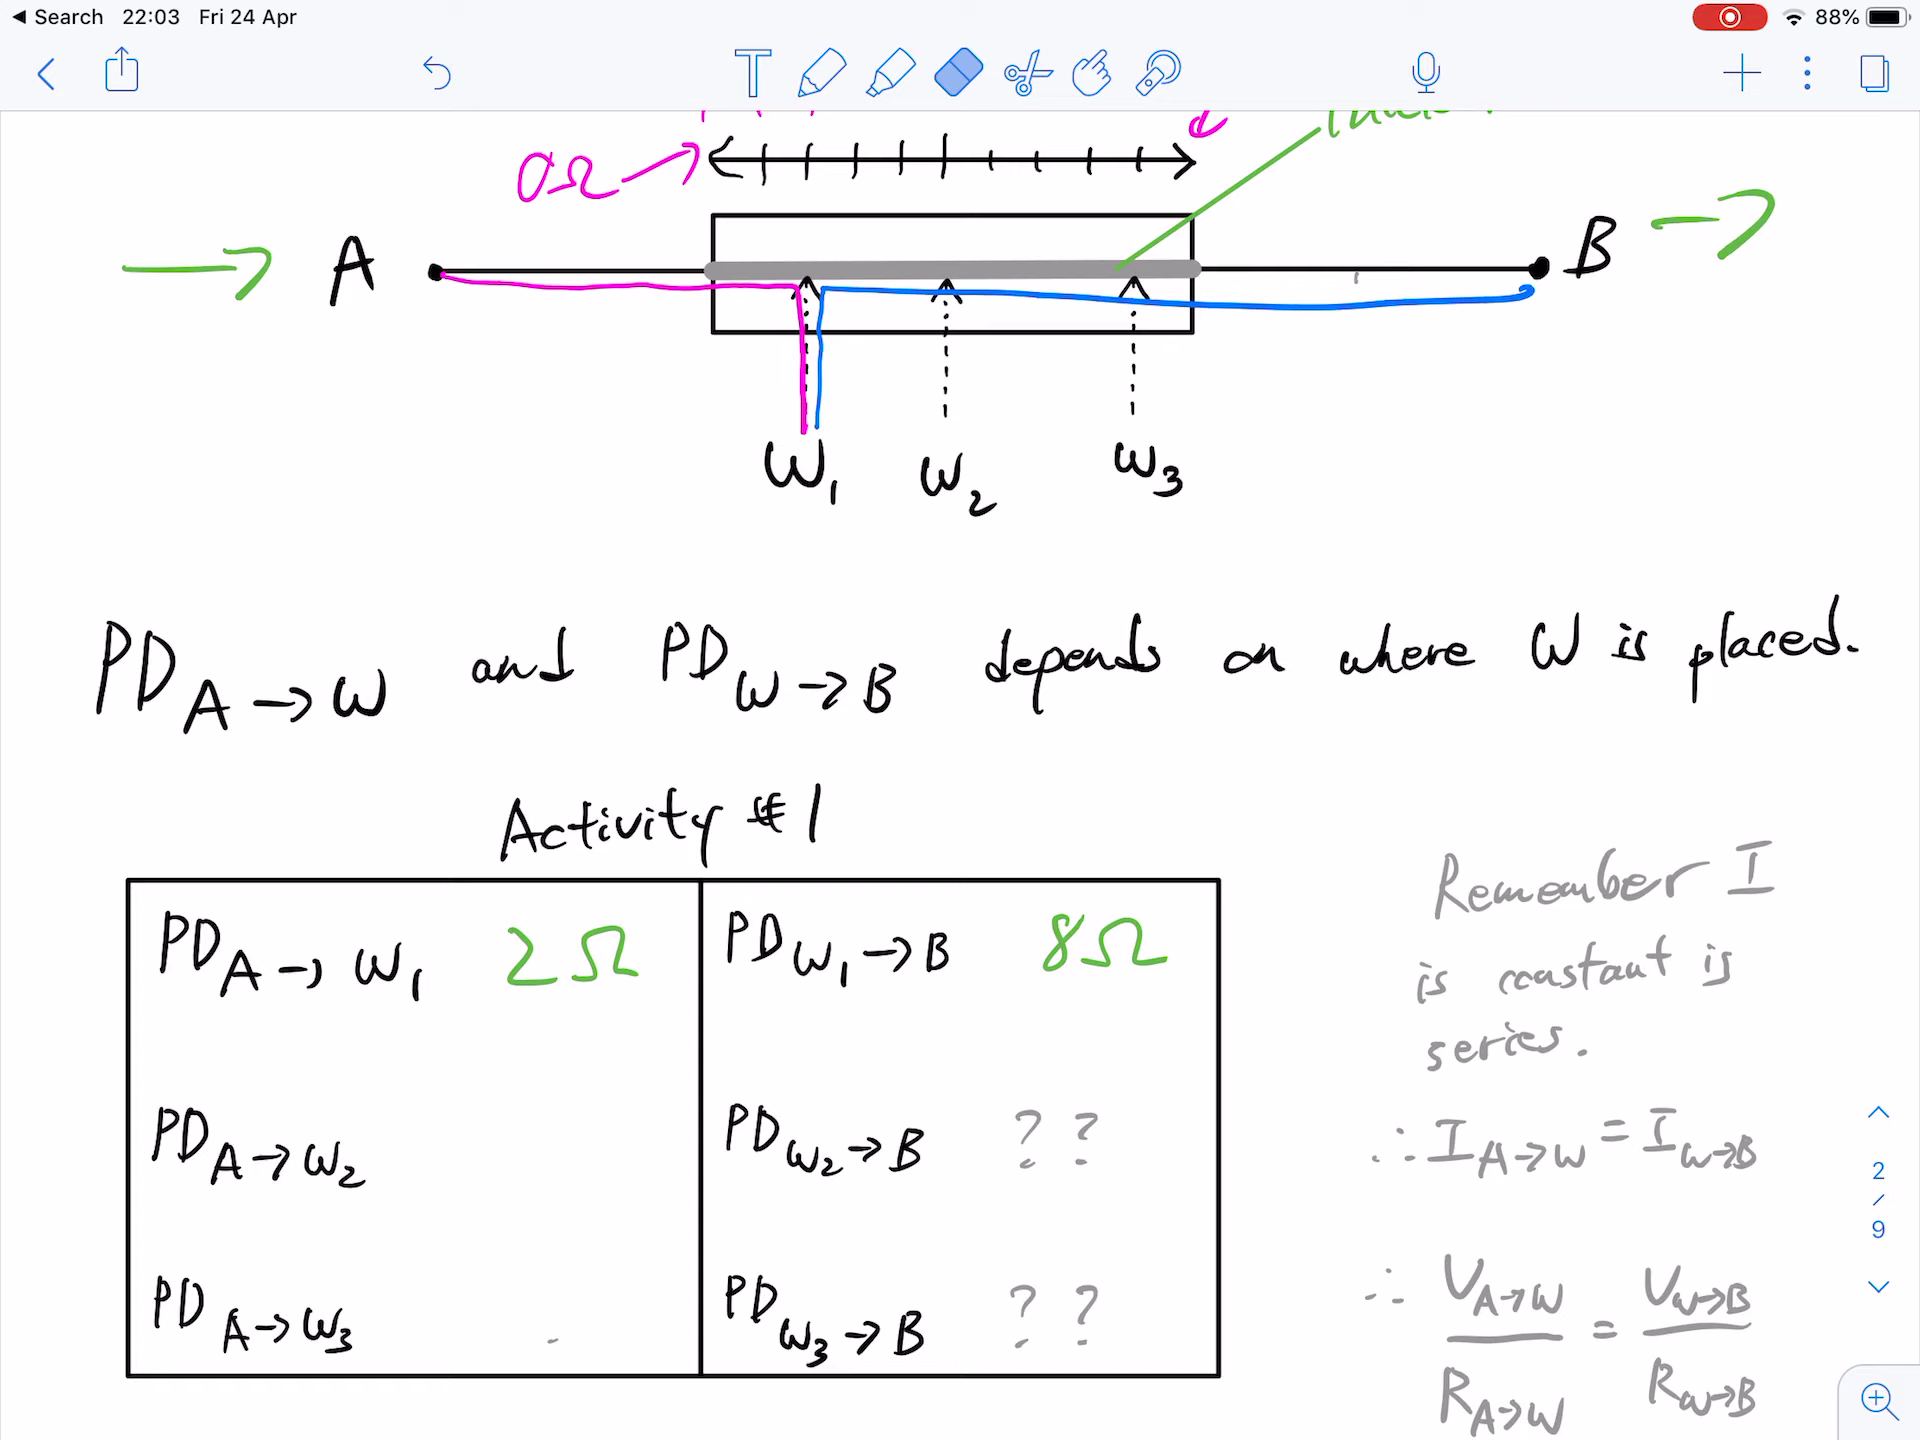 Search 22:03 Fri 24 Apr 88%
T
0Ω
A B
W1 W2 W3
PD A→W and PD W→B depends on where W is placed.
Activity #1
PD A→W1 2Ω PD W1→B 8Ω
PD A→W2 PD W2→B ??
PD A→W3 PD W3→B ??
Remember I
is constant is
series.
∴ I A→W = I W→B
∴ V A→W / R A→W = V W→B / R W→B
2
/
9